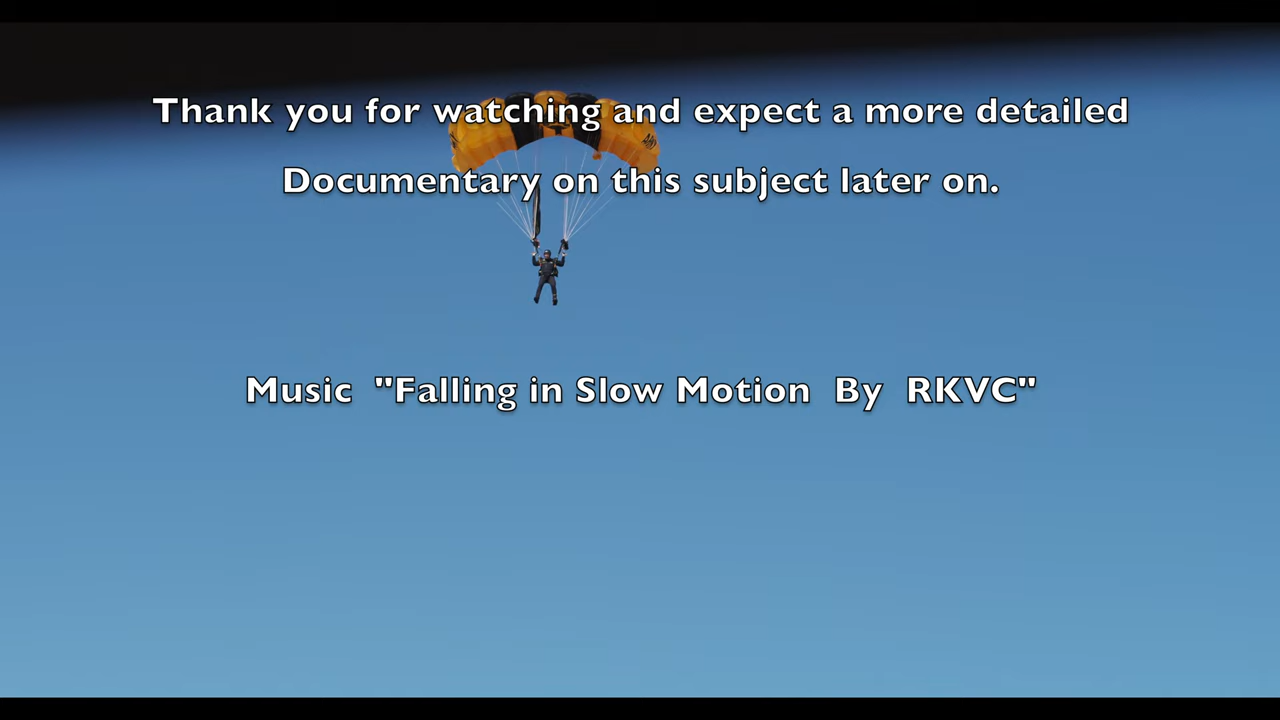 Thank you for watching and expect a more detailed
Documentary on this subject later on.
Music "Falling in Slow Motion By RKVC"